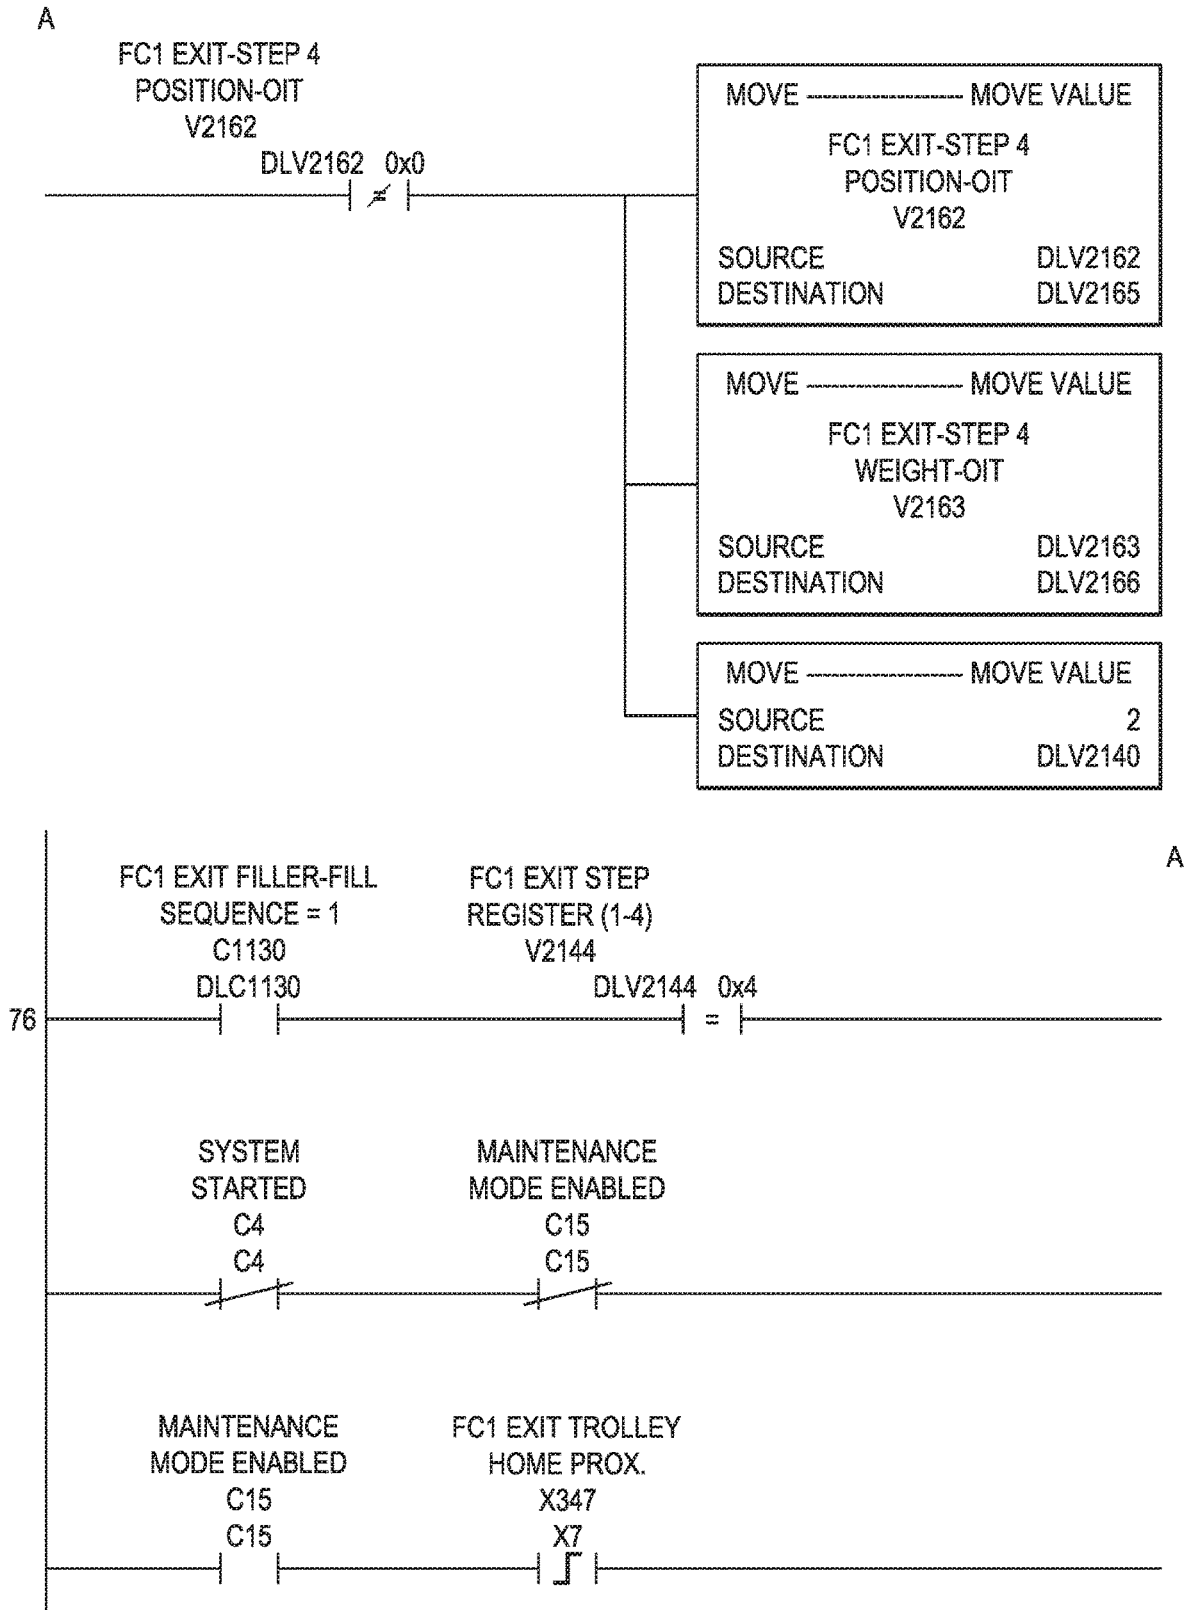 A
FC1 EXIT-STEP 4
POSITION-OIT
V2162
DLV2162 0x0
≠
MOVE ---------------- MOVE VALUE
FC1 EXIT-STEP 4
POSITION-OIT
V2162
SOURCE DLV2162
DESTINATION DLV2165
MOVE ---------------- MOVE VALUE
FC1 EXIT-STEP 4
WEIGHT-OIT
V2163
SOURCE DLV2163
DESTINATION DLV2166
MOVE ---------------- MOVE VALUE
SOURCE 2
DESTINATION DLV2140
A
FC1 EXIT FILLER-FILL
SEQUENCE = 1
C1130
DLC1130
FC1 EXIT STEP
REGISTER (1-4)
V2144
DLV2144 0x4
76
=
SYSTEM
STARTED
C4
C4
MAINTENANCE
MODE ENABLED
C15
C15
MAINTENANCE
MODE ENABLED
C15
C15
FC1 EXIT TROLLEY
HOME PROX.
X347
X7